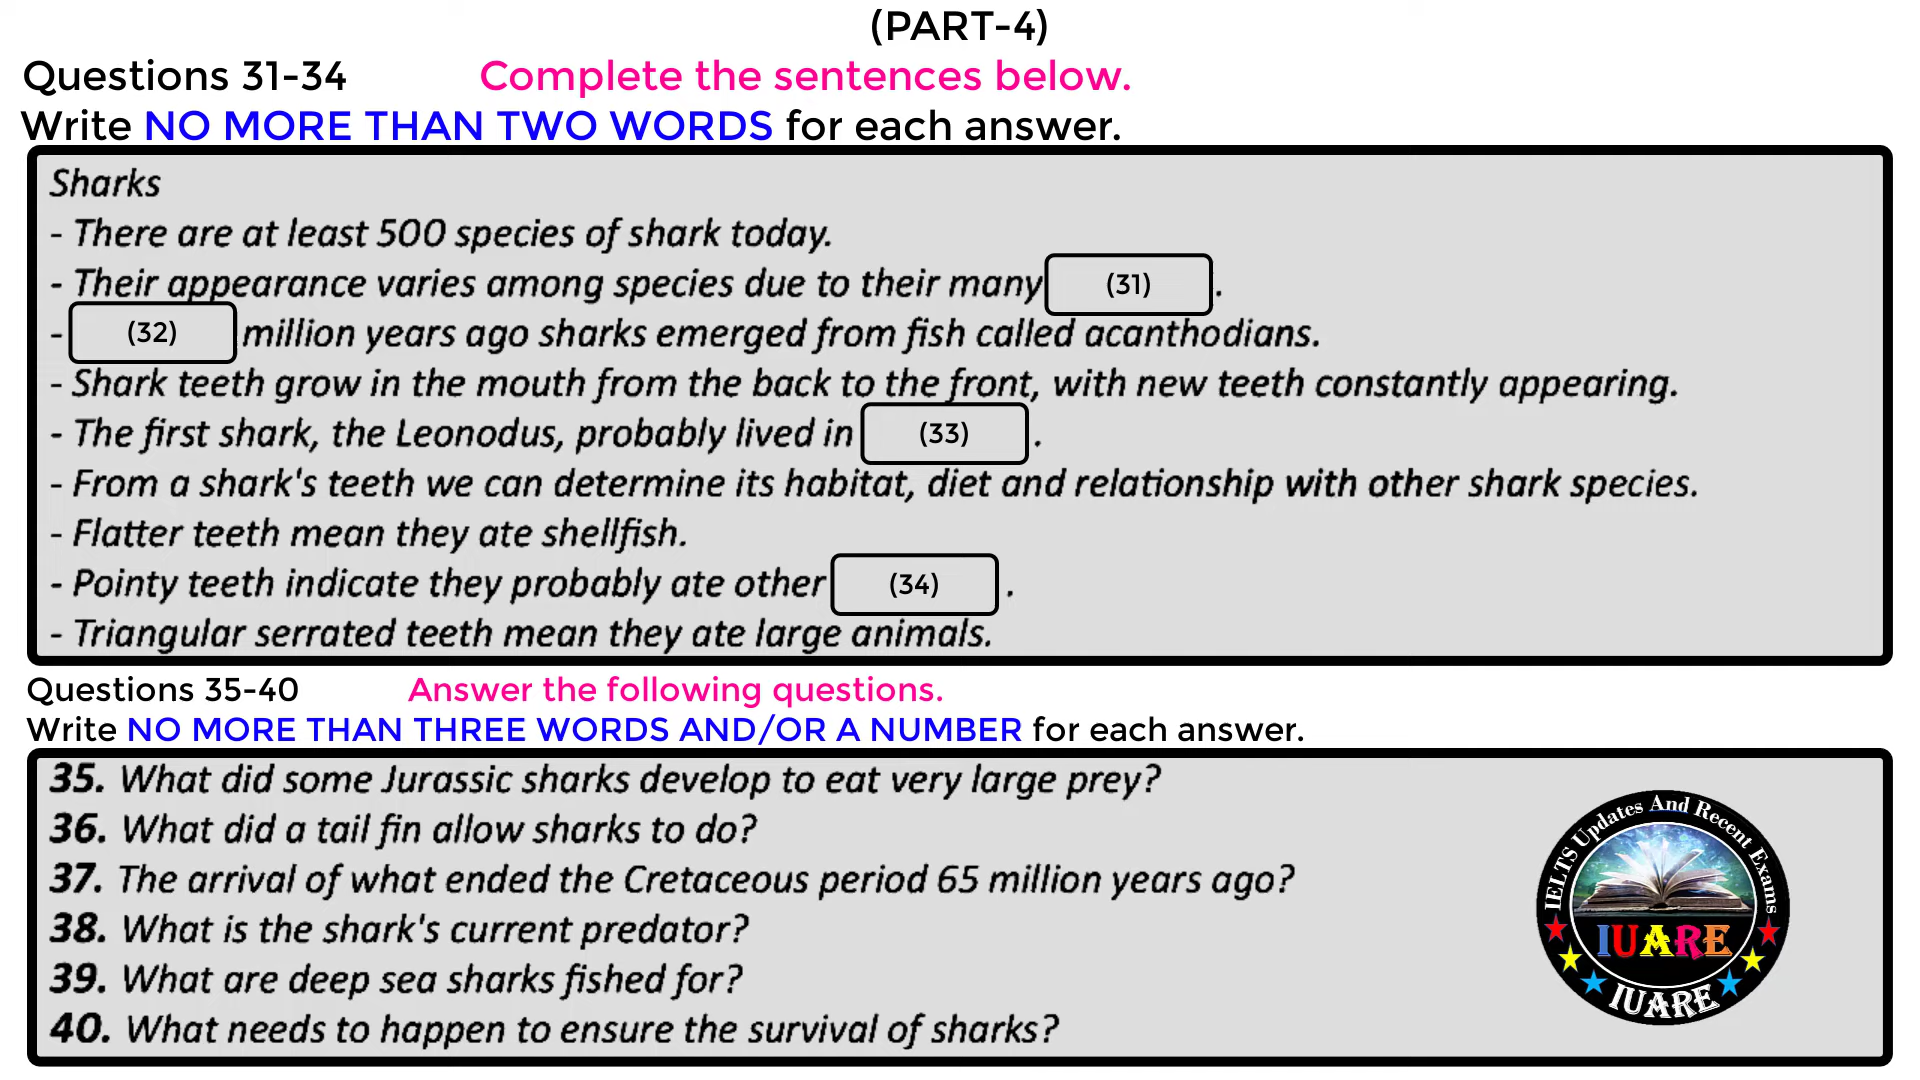 (PART-4)
Questions 31-34 Complete the sentences below.
Write NO MORE THAN TWO WORDS for each answer.
Sharks
- There are at least 500 species of shark today.
- Their appearance varies among species due to their many (31) .
- (32) million years ago sharks emerged from fish called acanthodians.
- Shark teeth grow in the mouth from the back to the front, with new teeth constantly appearing.
- The first shark, the Leonodus, probably lived in (33) .
- From a shark's teeth we can determine its habitat, diet and relationship with other shark species.
- Flatter teeth mean they ate shellfish.
- Pointy teeth indicate they probably ate other (34) .
- Triangular serrated teeth mean they ate large animals.
Questions 35-40 Answer the following questions.
Write NO MORE THAN THREE WORDS AND/OR A NUMBER for each answer.
35. What did some Jurassic sharks develop to eat very large prey?
36. What did a tail fin allow sharks to do?
37. The arrival of what ended the Cretaceous period 65 million years ago?
38. What is the shark's current predator?
39. What are deep sea sharks fished for?
40. What needs to happen to ensure the survival of sharks?
IELTS Updates And Recent Exams
IUARE
IUARE